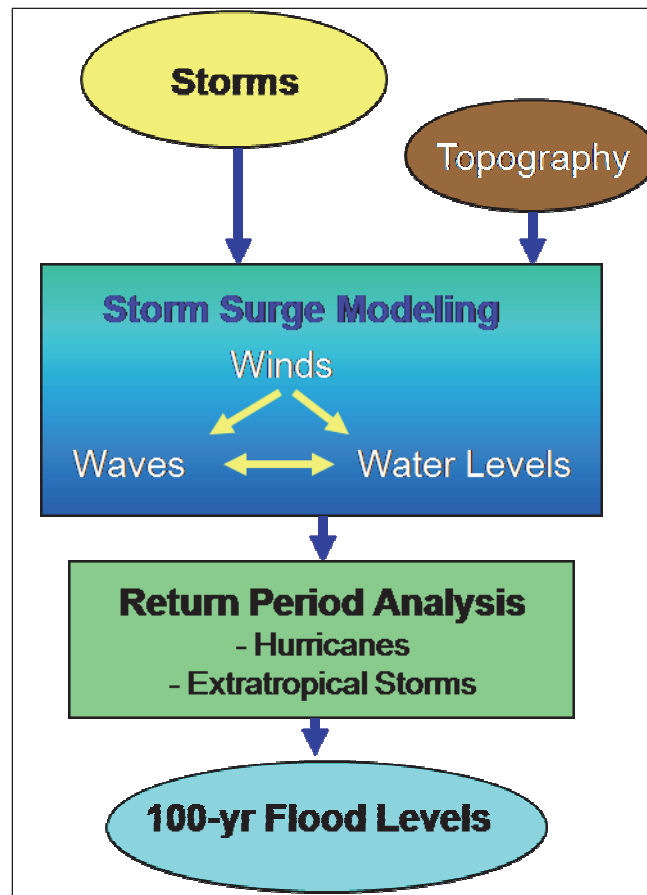 Storms
Topography
Storm Surge Modeling
Winds
Waves
Water Levels
Return Period Analysis
- Hurricanes
- Extratropical Storms
100-yr Flood Levels